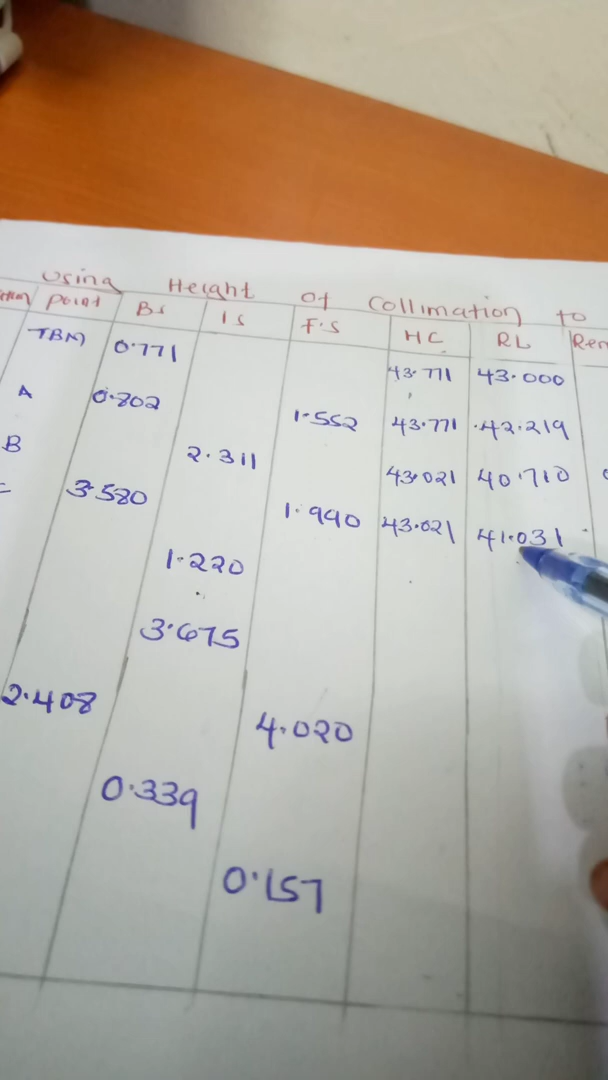 using Height of Collimation to
point Bs IS F.S HC RL Rem
TBM 0.771 43.771 43.000
A 0.802 1.552 43.771 42.219
B 2.311 43.021 40.710
3.580 1.990 43.021 41.031
1.220
3.675
2.408 4.020
0.339
0.157